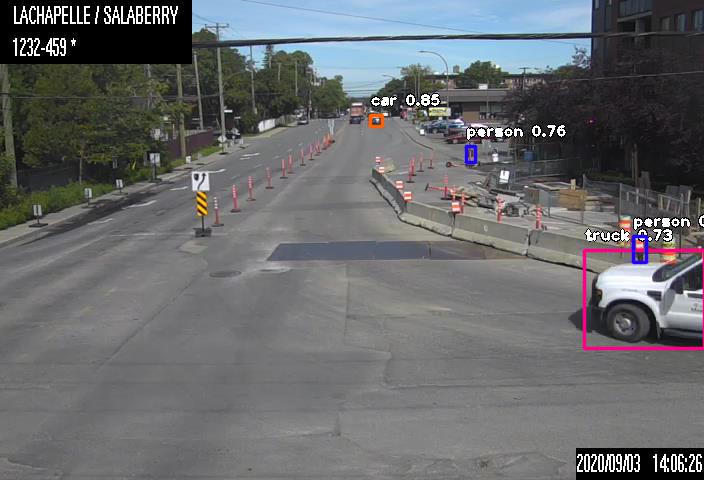 LACHAPELLE / SALABERRY
1232-459 *
car 0.85
person 0.76
person 0
truck 0.73
2020/09/03 14:06:26